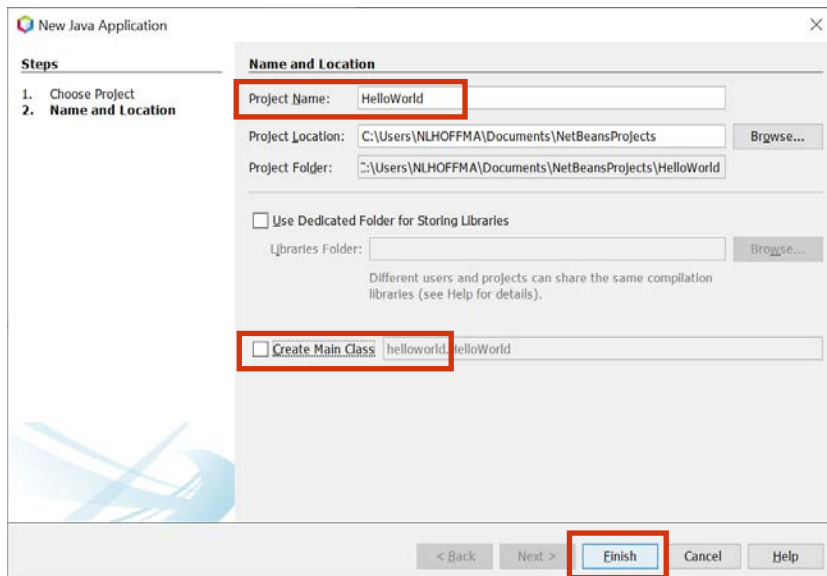 New Java Application
Steps
1. Choose Project
2. Name and Location
Name and Location
Project Name: HelloWorld
Project Location: C:\Users\NLHOFFMA\Documents\NetBeansProjects Browse...
Project Folder: C:\Users\NLHOFFMA\Documents\NetBeansProjects\HelloWorld
Use Dedicated Folder for Storing Libraries
Libraries Folder: Browse...
Different users and projects can share the same compilation
libraries (see Help for details).
Create Main Class helloworld.HelloWorld
< Back Next > Finish Cancel Help